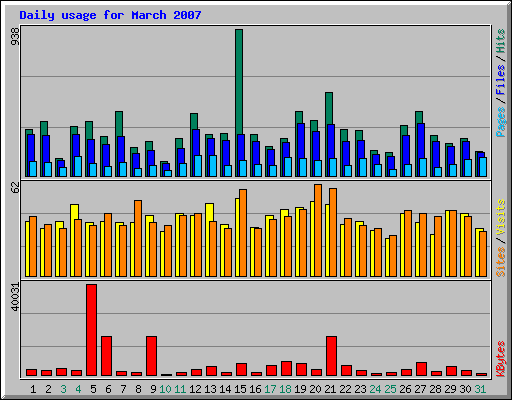 Daily usage for March 2007
938
Pages / Files / Hits
62
Sites / Visits
40031
KBytes
1 2 3 4 5 6 7 8 9 10 11 12 13 14 15 16 17 18 19 20 21 22 23 24 25 26 27 28 29 30 31